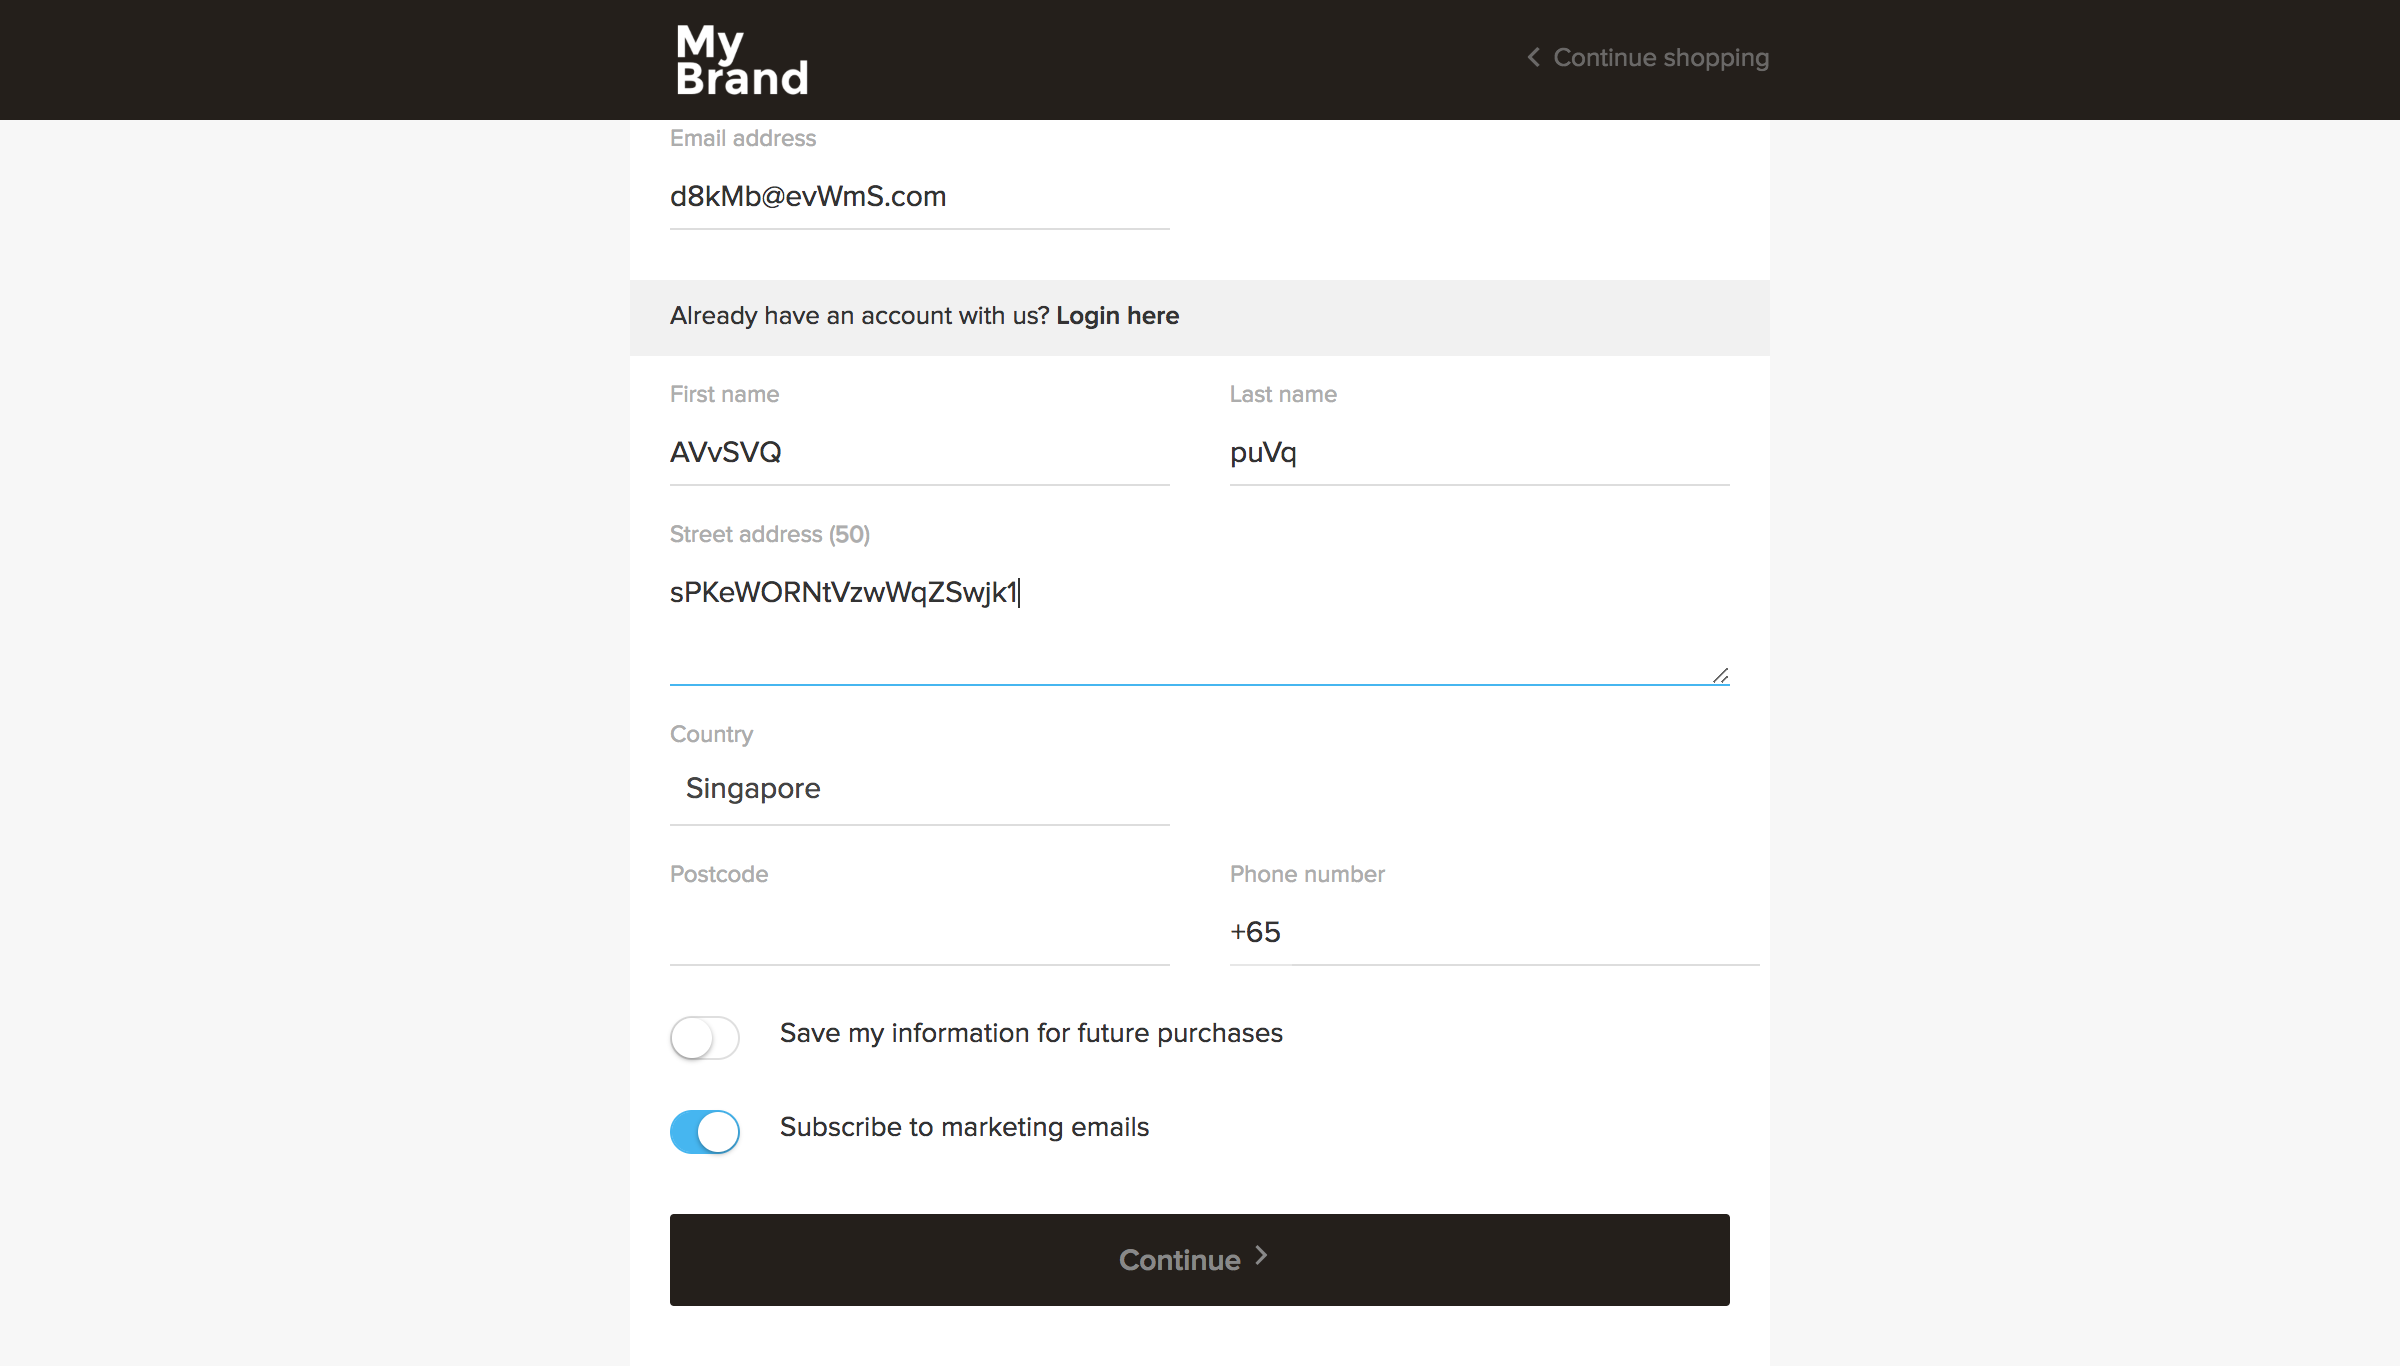 My
Brand
Continue shopping
Email address
d8kMb@evWmS.com
Already have an account with us? Login here
First name
Last name
AVvSVQ
puVq
Street address (50)
sPKeWORNtVzwWqZSwjk1
Country
Singapore
Postcode
Phone number
+65
Save my information for future purchases
Subscribe to marketing emails
Continue